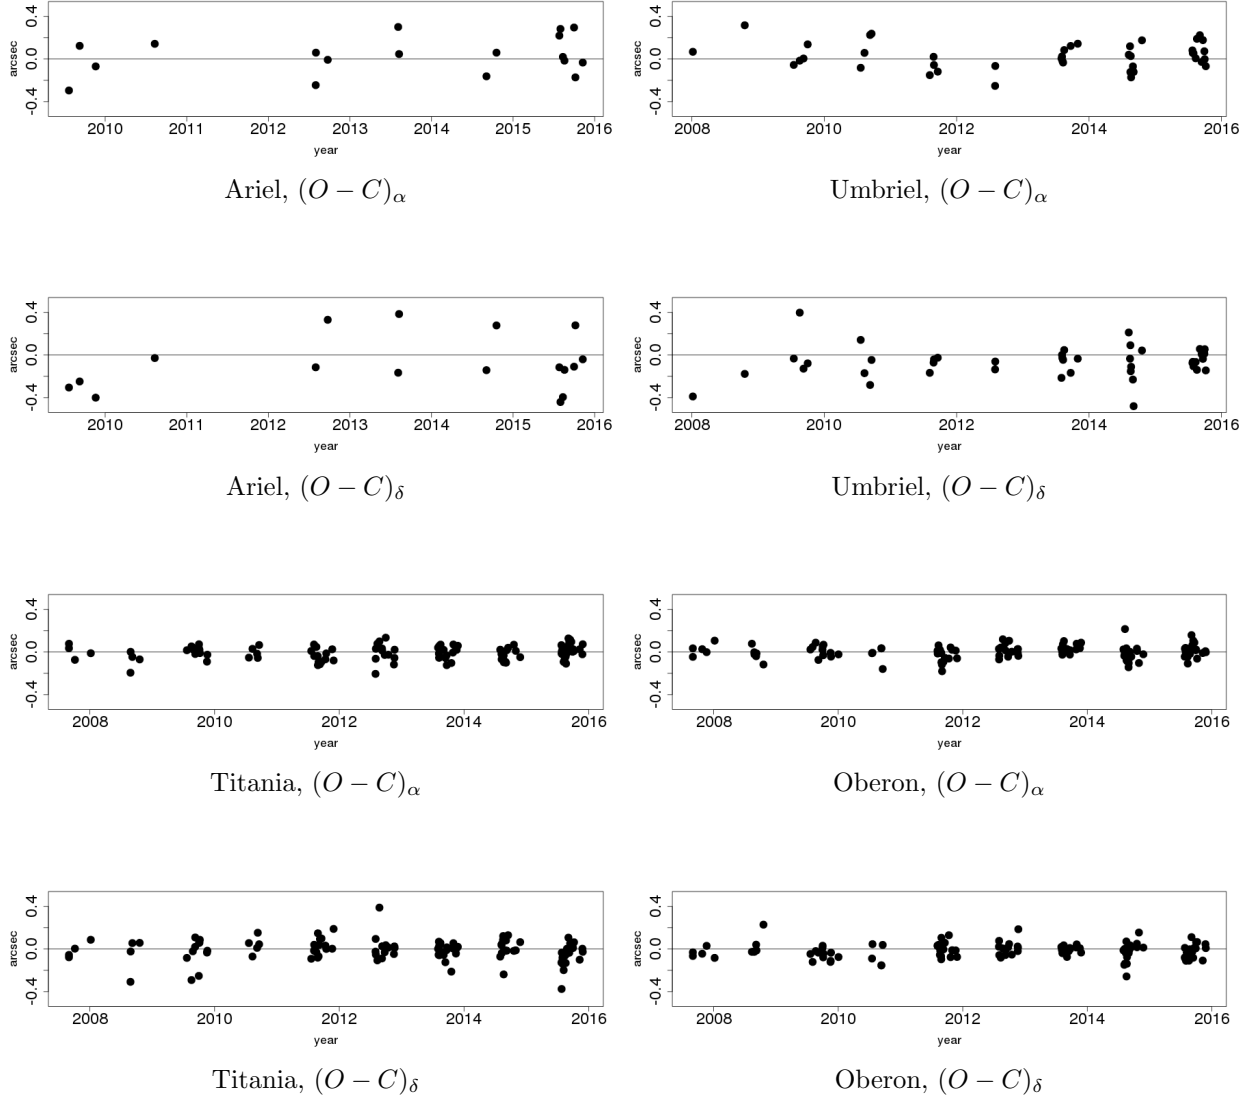 0.4
0.0
-0.4
arcsec
2010 2011 2012 2013 2014 2015 2016
year
Ariel, (O − C)α
0.4
0.0
-0.4
arcsec
2008 2010 2012 2014 2016
year
Umbriel, (O − C)α
0.4
0.0
-0.4
arcsec
2010 2011 2012 2013 2014 2015 2016
year
Ariel, (O − C)δ
0.4
0.0
-0.4
arcsec
2008 2010 2012 2014 2016
year
Umbriel, (O − C)δ
0.4
0.0
-0.4
arcsec
2008 2010 2012 2014 2016
year
Titania, (O − C)α
0.4
0.0
-0.4
arcsec
2008 2010 2012 2014 2016
year
Oberon, (O − C)α
0.4
0.0
-0.4
arcsec
2008 2010 2012 2014 2016
year
Titania, (O − C)δ
0.4
0.0
-0.4
arcsec
2008 2010 2012 2014 2016
year
Oberon, (O − C)δ